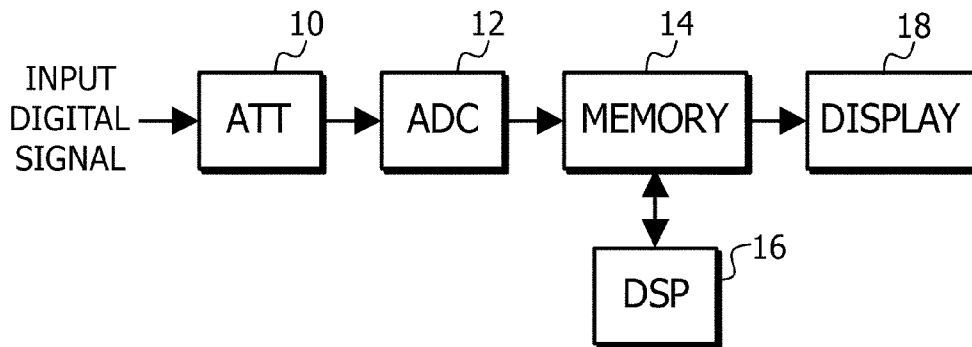 10
12
14
18
INPUT
DIGITAL
SIGNAL
ATT
ADC
MEMORY
DISPLAY
16
DSP